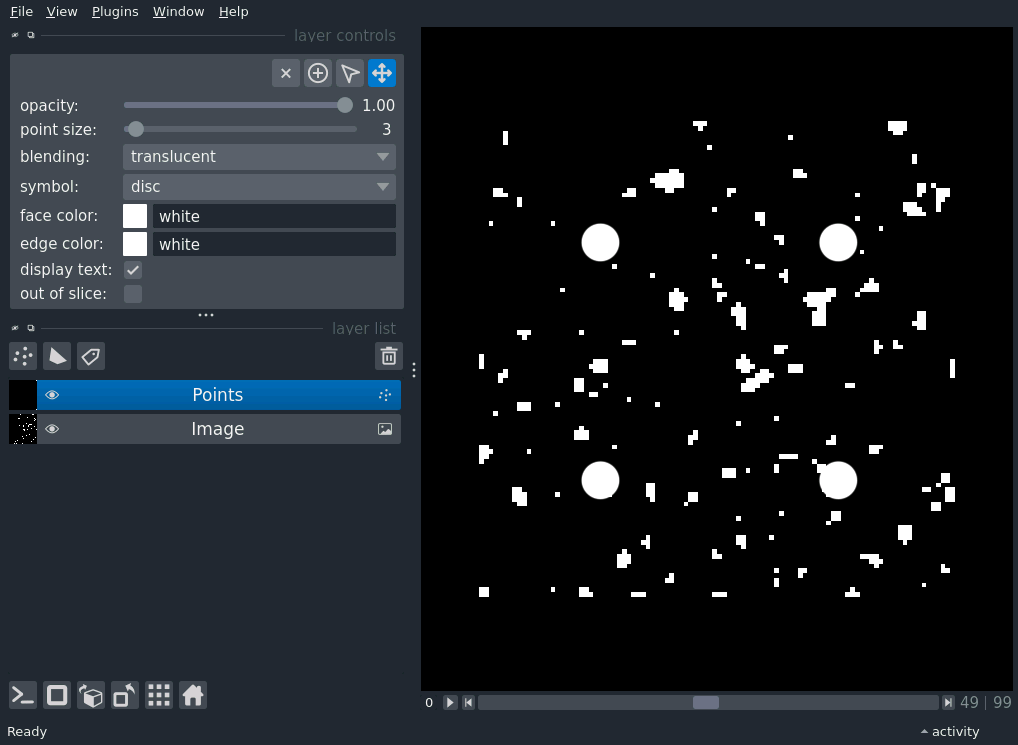 File View Plugins Window Help
layer controls
opacity: 1.00
point size: 3
blending: translucent
symbol: disc
face color: white
edge color: white
display text:
out of slice:
layer list
Points
Image
0 49 | 99
Ready activity